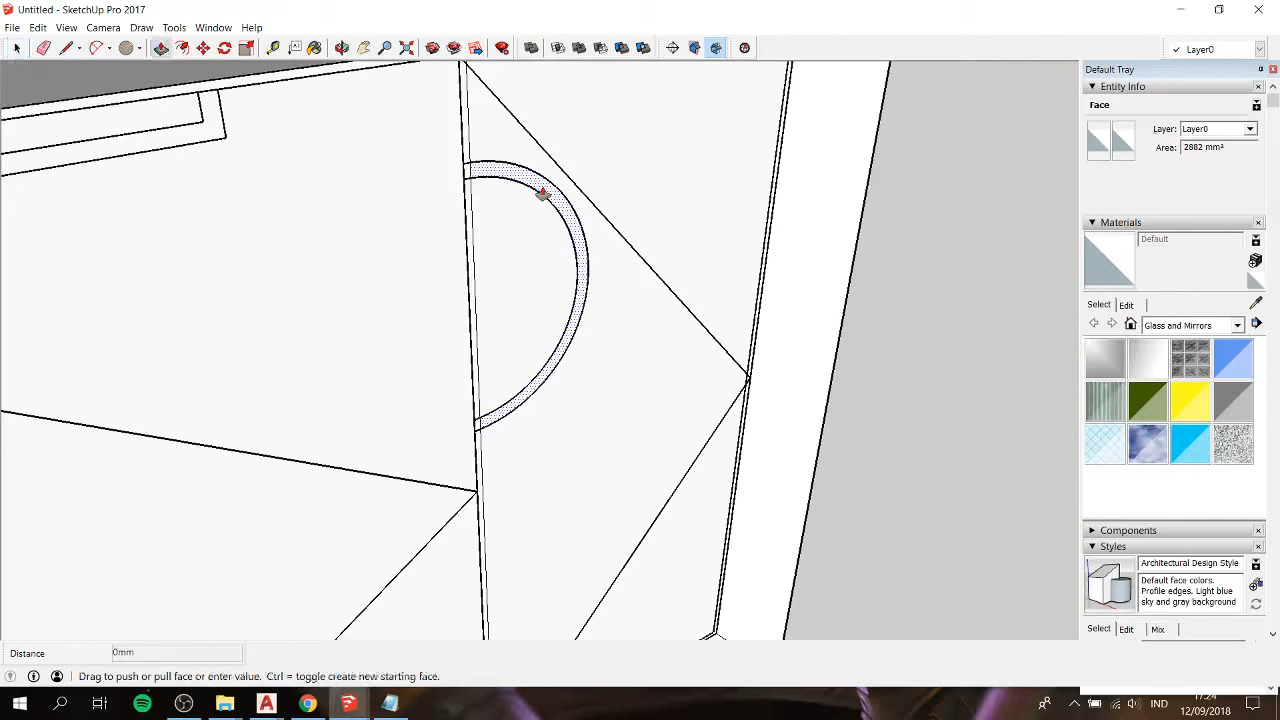 Untitled - SketchUp Pro 2017
File Edit View Camera Draw Tools Window Help
Layer0
Default Tray
Entity Info
Face
Layer: Layer0
Area: 2882 mm²
Materials
Default
Select Edit
Glass and Mirrors
Components
Styles
Architectural Design Style
Default face colors.
Profile edges. Light blue
sky and gray background
Select Edit Mix
Distance 0mm
Drag to push or pull face or enter value. 'Ctrl = toggle create new starting face.
IND
17:24
12/09/2018